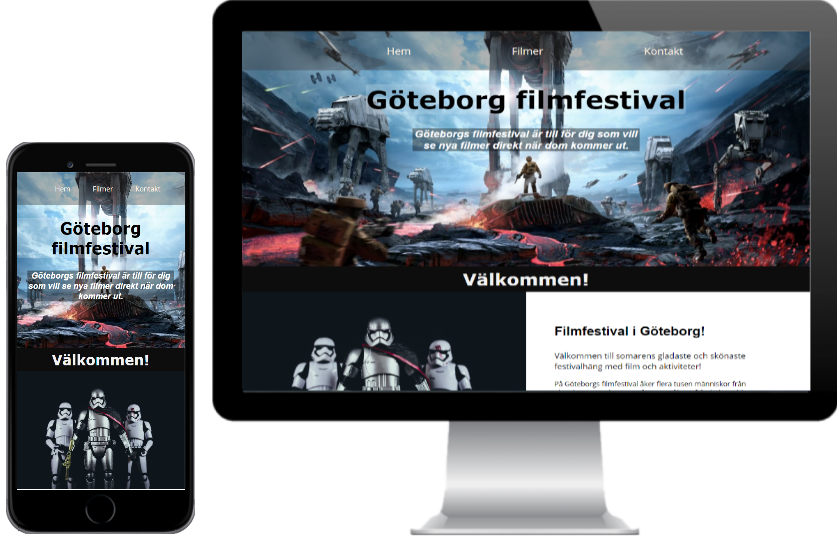 Hem Filmer Kontakt
Göteborg filmfestival
Göteborgs filmfestival är till för dig som vill
se nya filmer direkt när dom kommer ut.
Välkommen!
Filmfestival i Göteborg!
Välkommen till somarens gladaste och skönaste
festivalhäng med film och aktiviteter!
På Göteborgs filmfestival åker flera tusen människor från
Hem Filmer Kontakt
Göteborg
filmfestival
Göteborgs filmfestival är till för dig
som vill se nya filmer direkt när dom
kommer ut.
Välkommen!